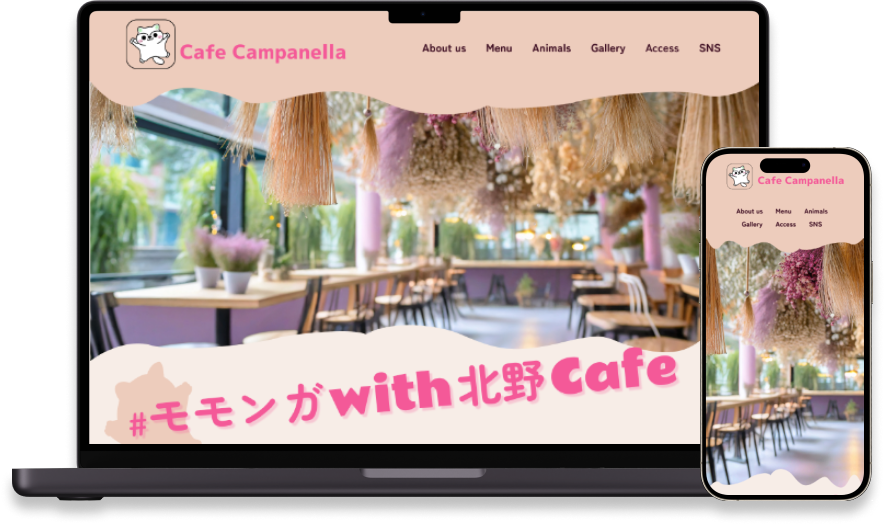 Cafe Campanella
About us Menu Animals Gallery Access SNS
#モモンガwith北野Cafe
Cafe Campanella
About us Menu Animals
Gallery Access SNS